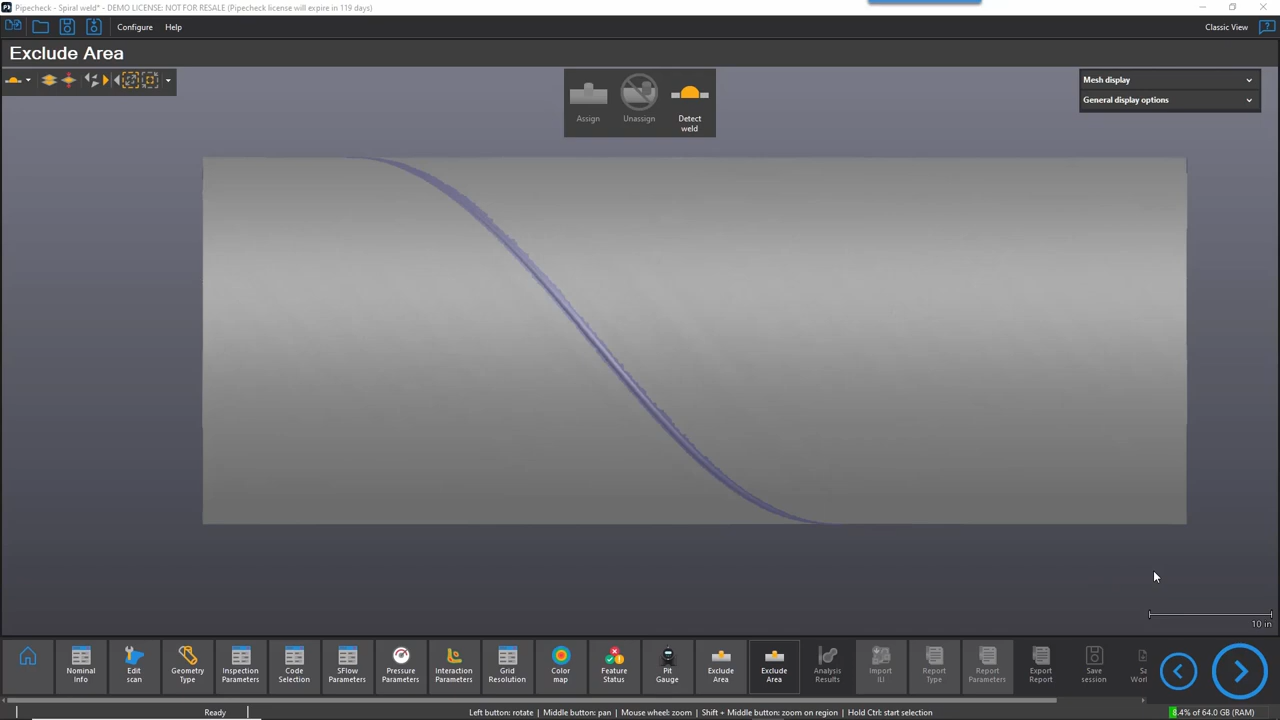 Pipecheck - Spiral weld* - DEMO LICENSE: NOT FOR RESALE (Pipecheck license will expire in 119 days)
Configure Help Classic View
Exclude Area
Assign
Unassign
Detect
weld
Mesh display
General display options
10 in
Nominal
Info
Edit
scan
Geometry
Type
Inspection
Parameters
Code
Selection
SFlow
Parameters
Pressure
Parameters
Interaction
Parameters
Grid
Resolution
Color
map
Feature
Status
Pit
Gauge
Exclude
Area
Exclude
Area
Analysis
Results
Import
ILI
Report
Type
Report
Parameters
Export
Report
Save
session
Sa
Worl
Ready
Left button: rotate | Middle button: pan | Mouse wheel: zoom | Shift + Middle button: zoom on region | Hold Ctrl: start selection
8.4% of 64.0 GB (RAM)